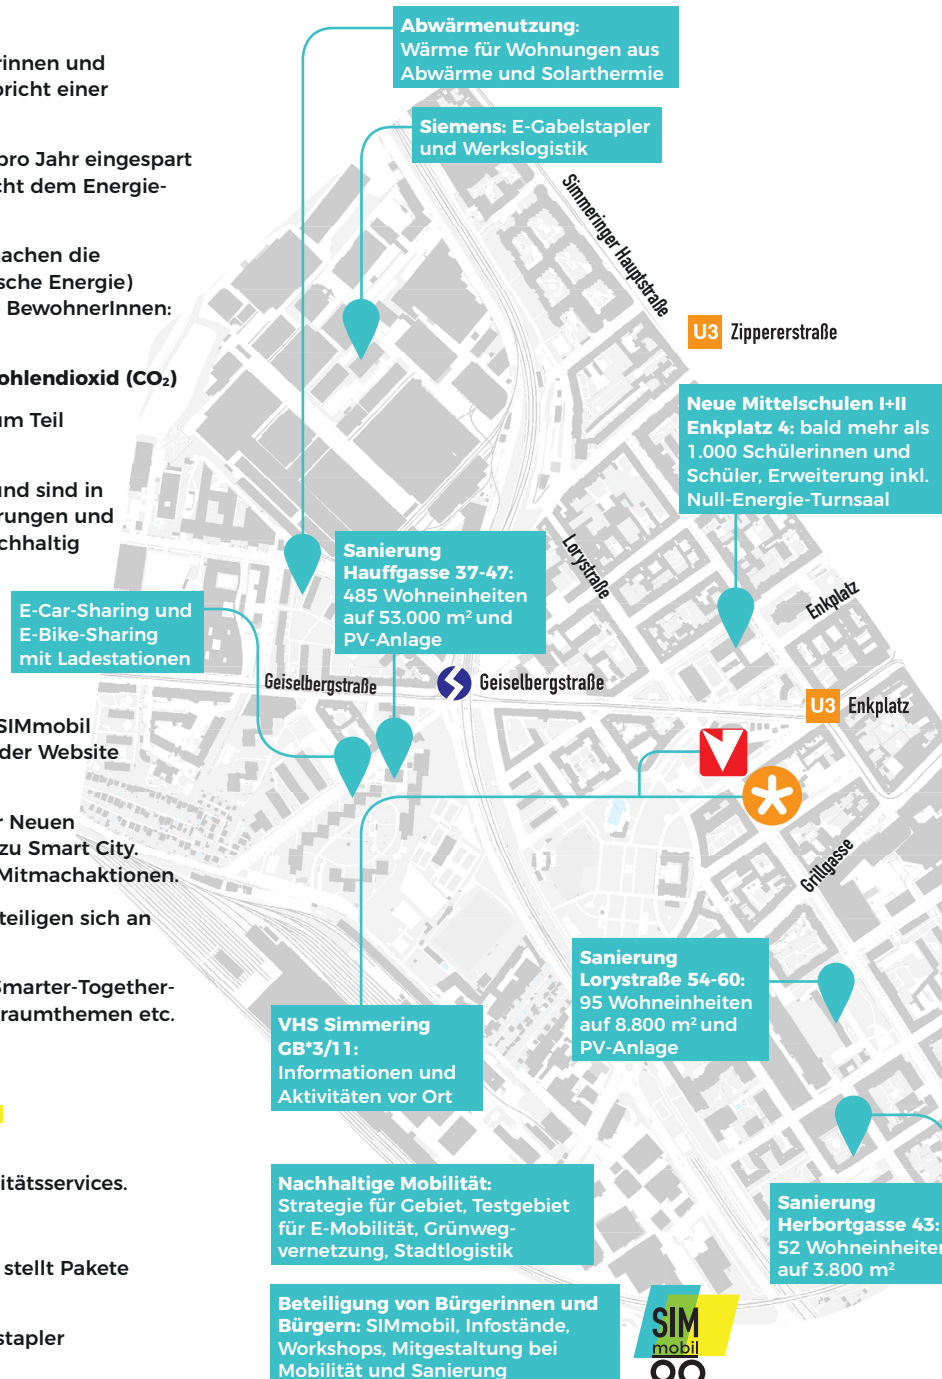 rinnen und
pricht einer
pro Jahr eingespart
cht dem Energie-
achen die
sche Energie)
BewohnerInnen:
ohlendioxid (CO₂)
um Teil
und sind in
rungen und
chhaltig
SIMmobil
der Website
r Neuen
zu Smart City.
Mitmachaktionen.
teiligen sich an
Smarter-Together-
raumthemen etc.
itätsservices.
stellt Pakete
stapler
Abwärmenutzung:
Wärme für Wohnungen aus
Abwärme und Solarthermie
Siemens: E-Gabelstapler
und Werkslogistik
Simmeringer Hauptstraße
U3 Zippererstraße
Neue Mittelschulen I+II
Enkplatz 4: bald mehr als
1.000 Schülerinnen und
Schüler, Erweiterung inkl.
Null-Energie-Turnsaal
Lorystraße
Sanierung
Hauffgasse 37-47:
485 Wohneinheiten
auf 53.000 m² und
PV-Anlage
Enkplatz
E-Car-Sharing und
E-Bike-Sharing
mit Ladestationen
Geiselbergstraße
Geiselbergstraße
U3 Enkplatz
Grillgasse
Sanierung
Lorystraße 54-60:
95 Wohneinheiten
auf 8.800 m² und
PV-Anlage
VHS Simmering
GB*3/11:
Informationen und
Aktivitäten vor Ort
Nachhaltige Mobilität:
Strategie für Gebiet, Testgebiet
für E-Mobilität, Grünweg-
vernetzung, Stadtlogistik
Sanierung
Herbortgasse 43:
52 Wohneinheiten
auf 3.800 m²
Beteiligung von Bürgerinnen und
Bürgern: SIMmobil, Infostände,
Workshops, Mitgestaltung bei
Mobilität und Sanierung
SIM
mobil